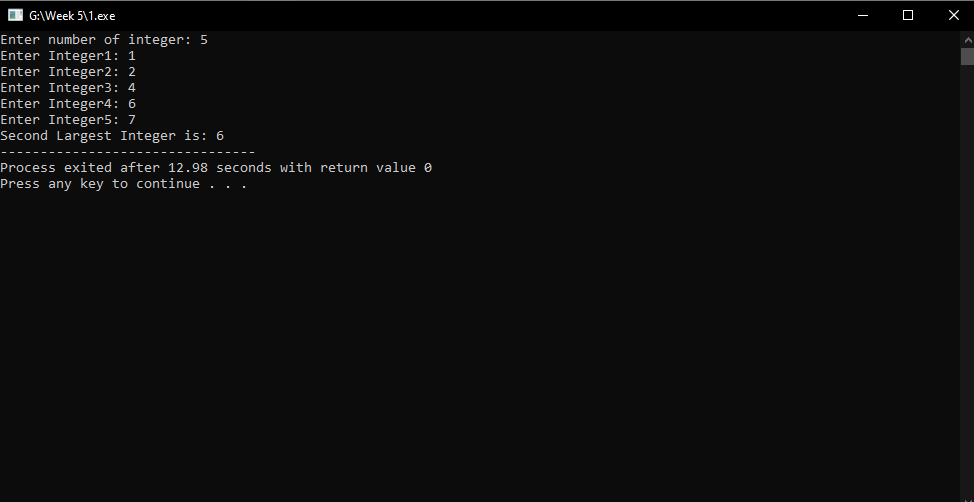 G:\Week 5\1.exe
Enter number of integer: 5
Enter Integer1: 1
Enter Integer2: 2
Enter Integer3: 4
Enter Integer4: 6
Enter Integer5: 7
Second Largest Integer is: 6
--------------------------------
Process exited after 12.98 seconds with return value 0
Press any key to continue . . .